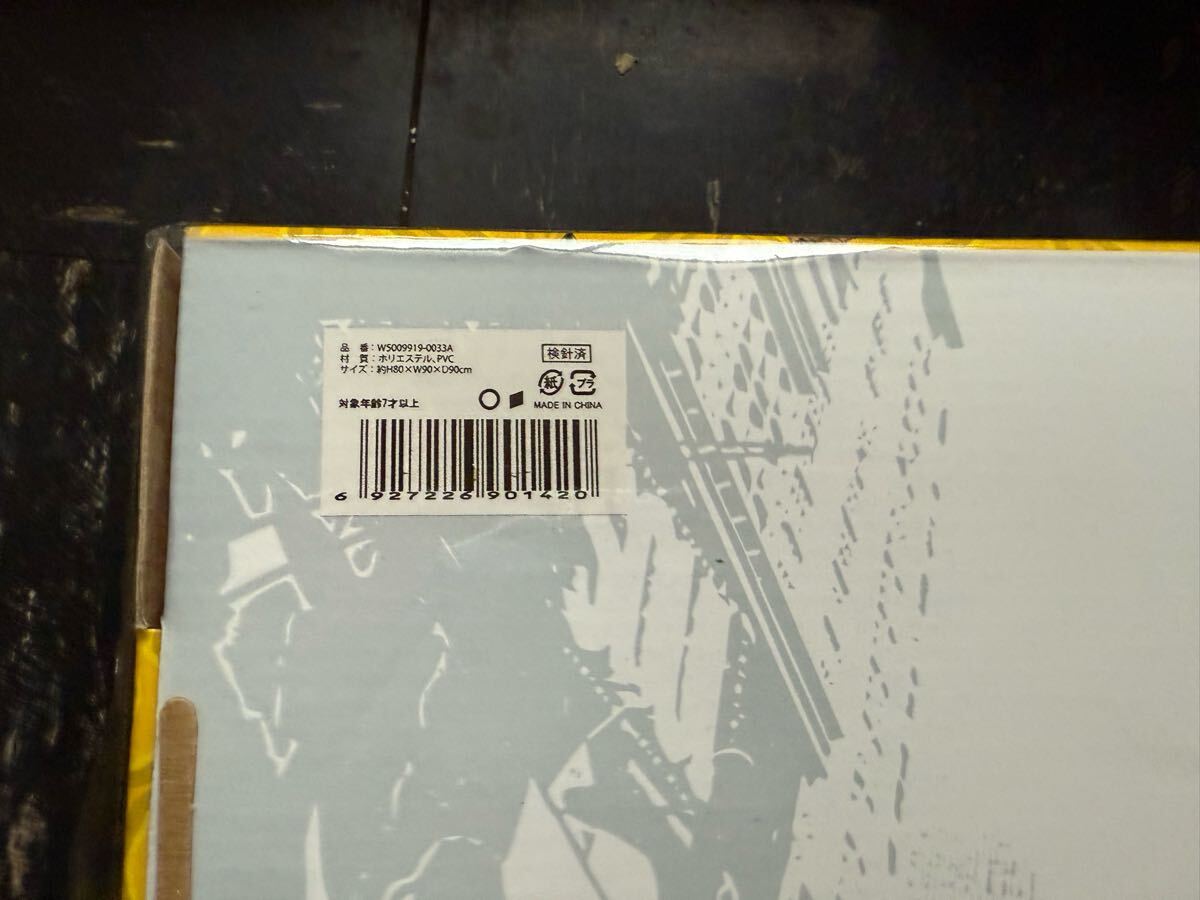 品　番：WS009919-0033A
材　質：ポリエステル、PVC
サイズ：約H80×W90×D90cm
検針済
紙 プラ
対象年齢7才以上
MADE IN CHINA
6 927226 901420